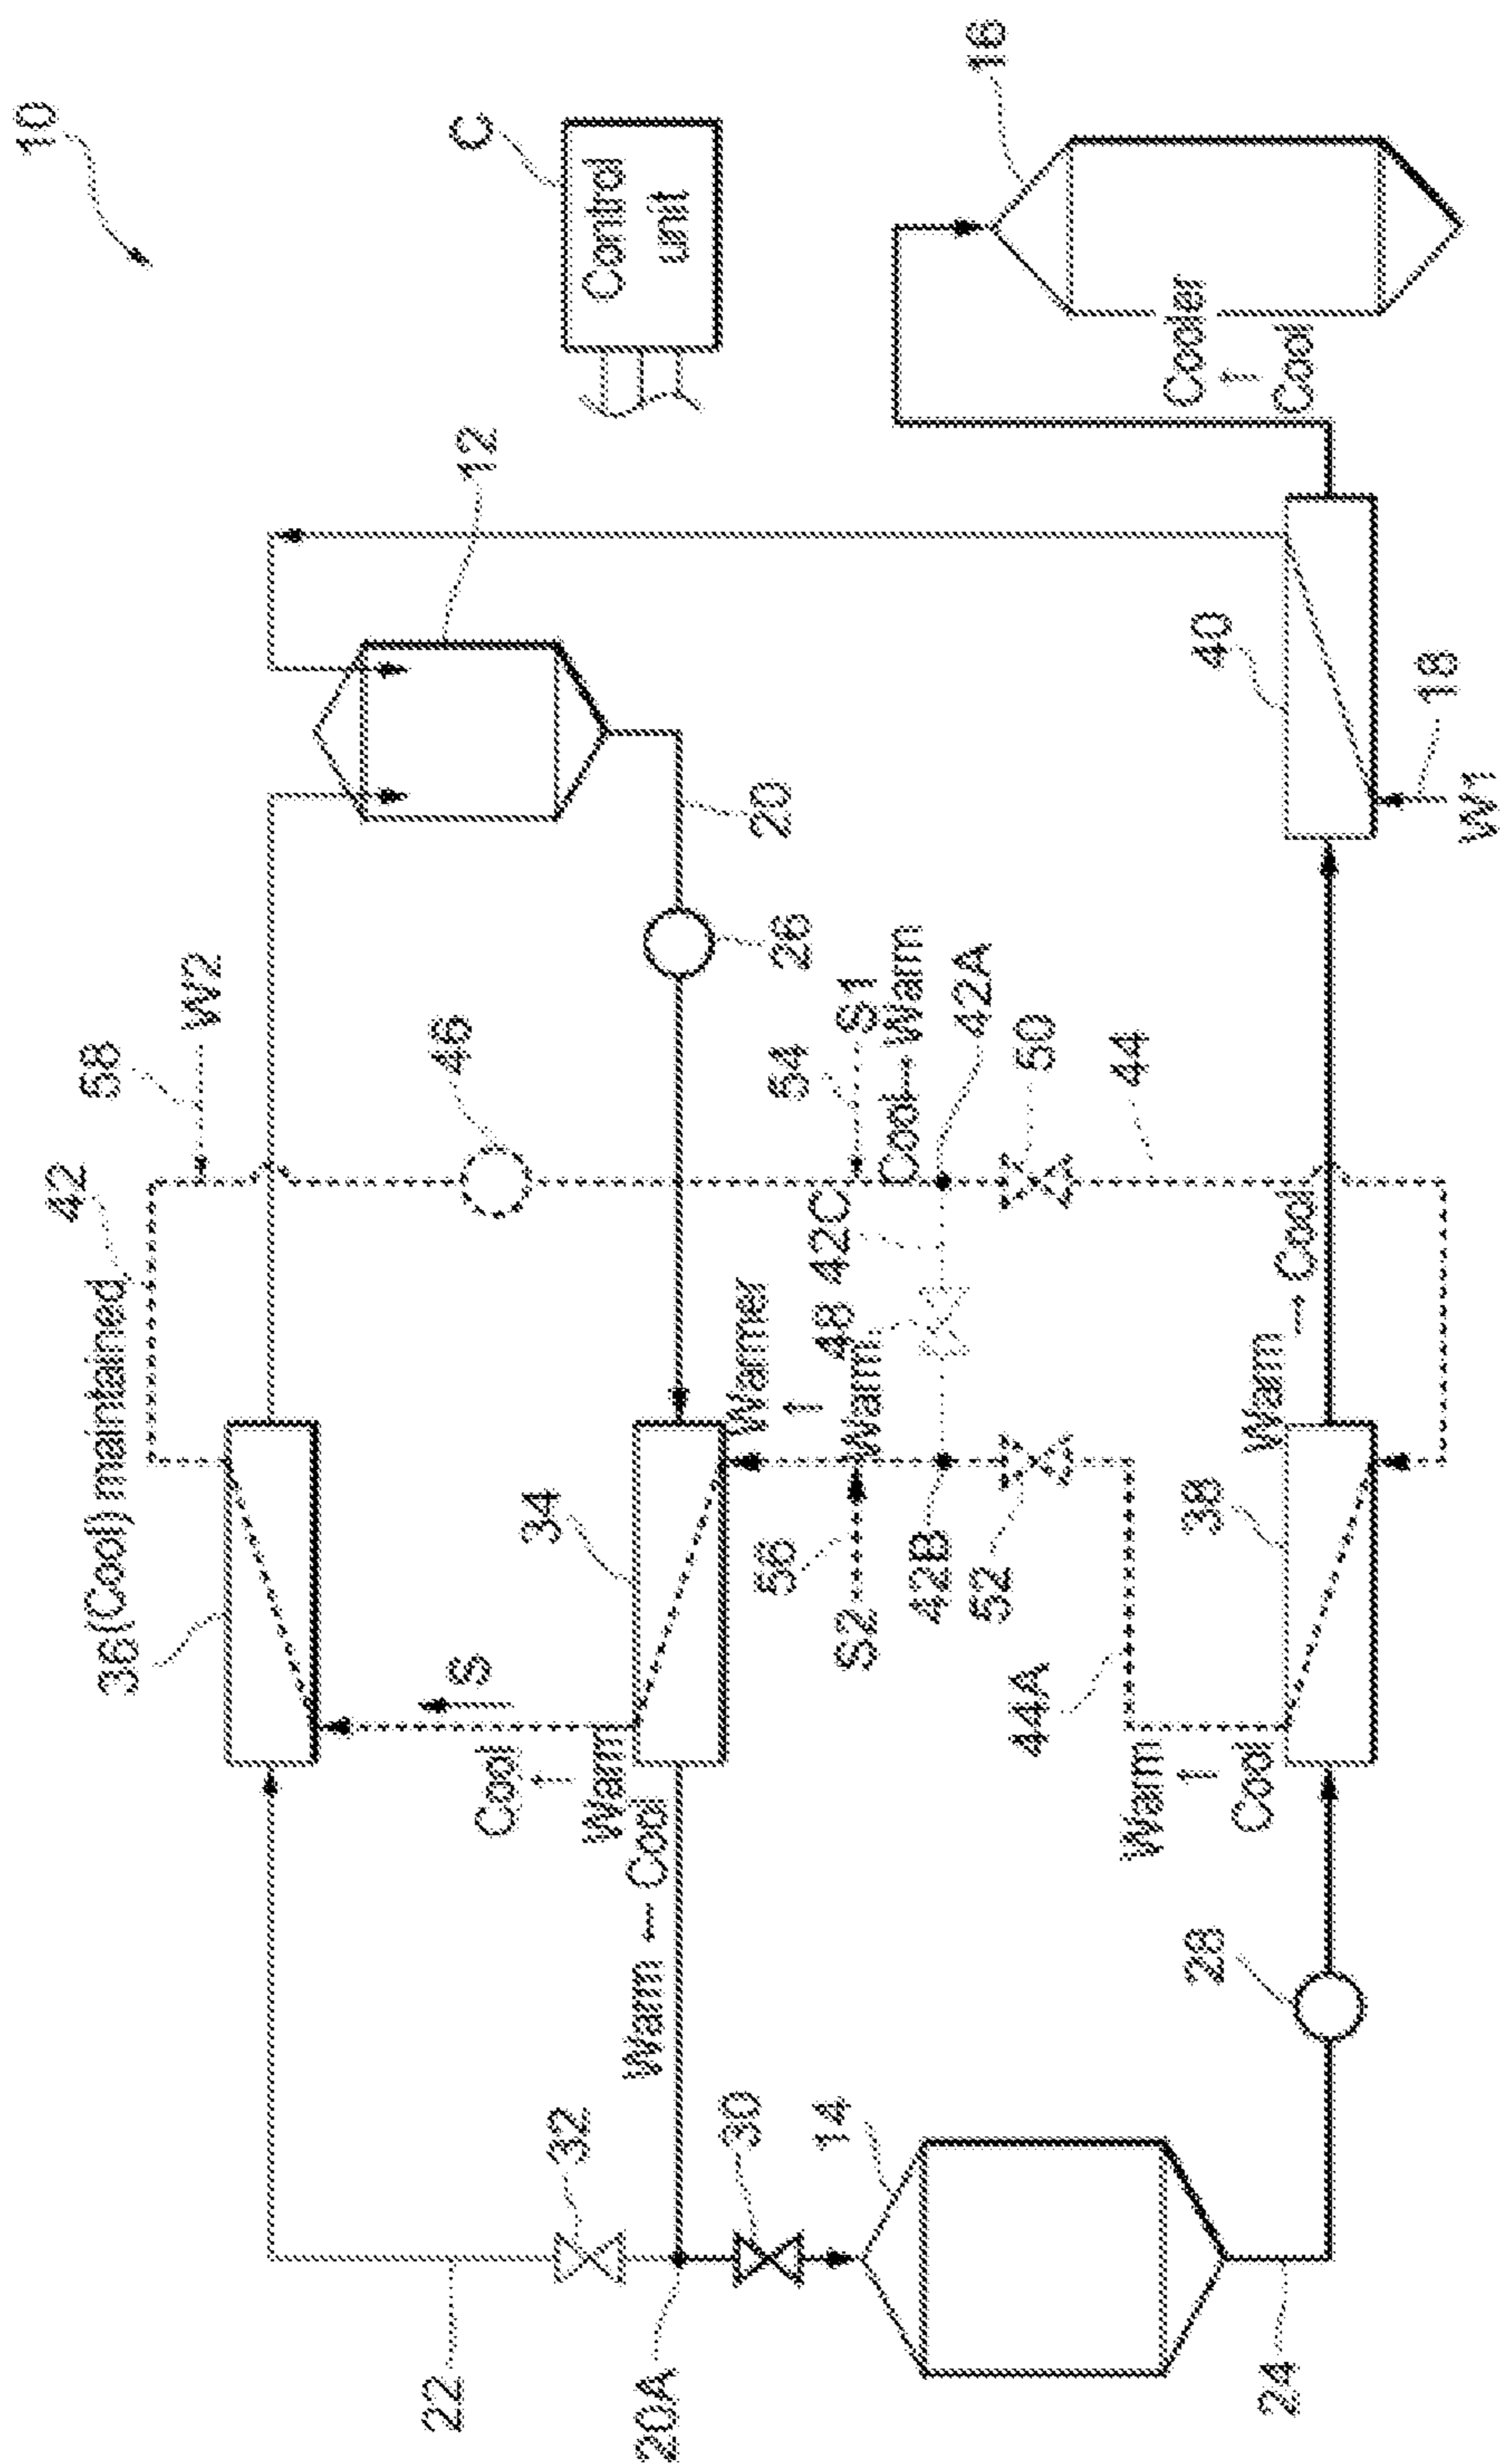 10
C
Control
unit
16
Cooler
↑
Cool
12
40
18
W1
20
26
W2
58
46
42
(Cool) maintained
36
34
S
Cool
↑
Warm
Warm ← Cool
Warmer
↑
Warm
48
42C
54
S1
Cool→Warm
42A
50
44
56
S2
42B
52
44A
38
Warm → Cool
Warm
↑
Cool
28
32
30
14
22
20A
24